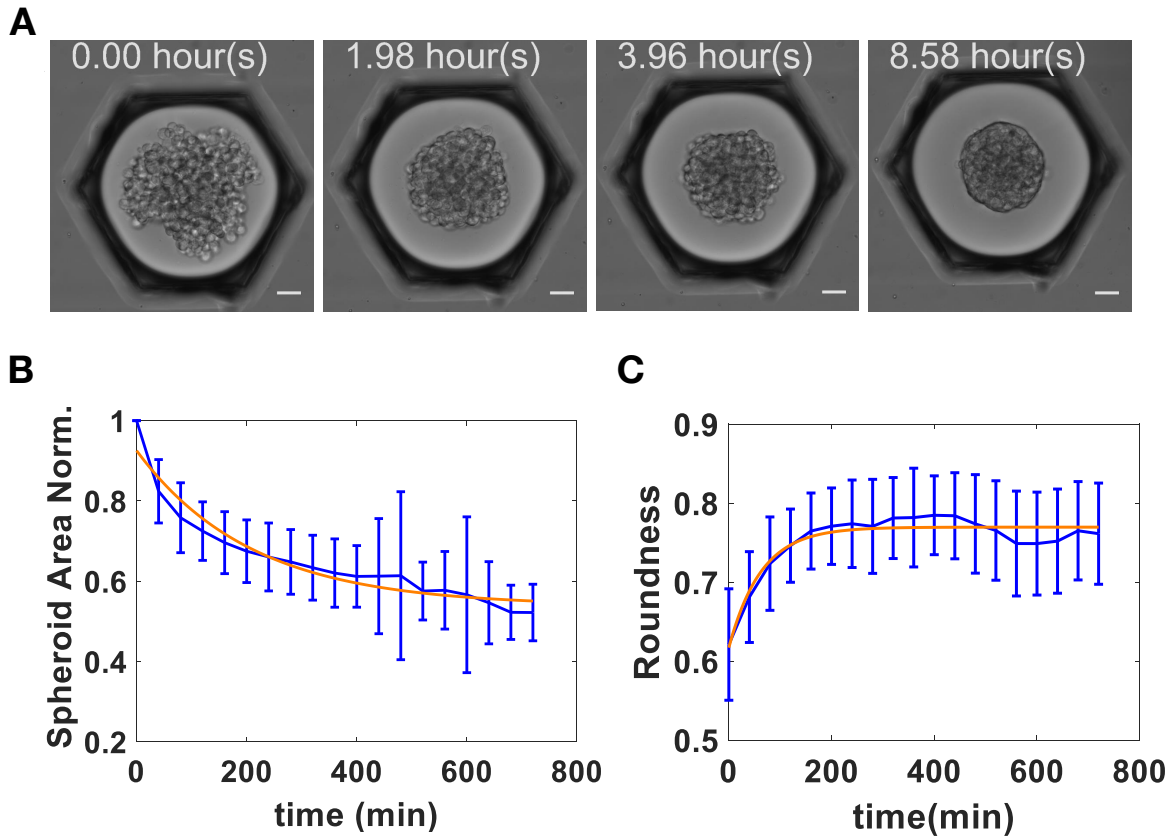 A
0.00 hour(s)
1.98 hour(s)
3.96 hour(s)
8.58 hour(s)
B
C
Spheroid Area Norm.
1
0.8
0.6
0.4
0.2
0 200 400 600 800
time (min)
Roundness
0.9
0.8
0.7
0.6
0.5
0 200 400 600 800
time(min)